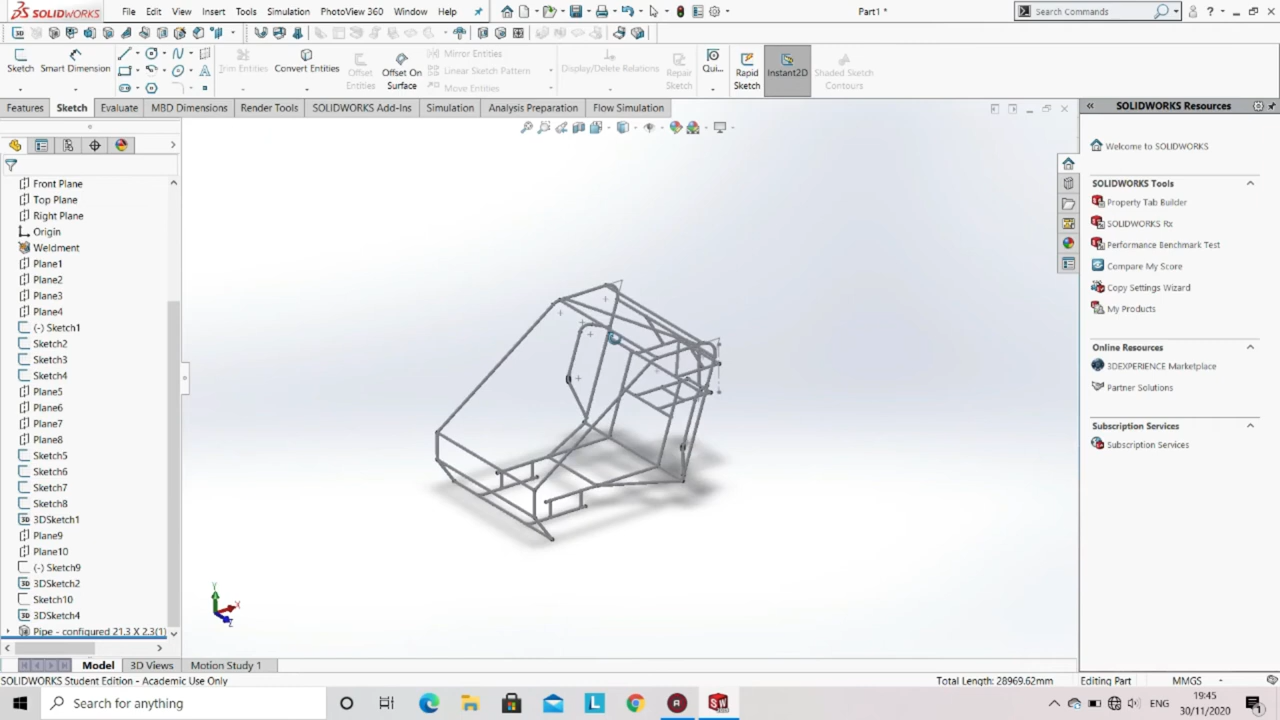 SOLIDWORKS File Edit View Insert Tools Simulation PhotoView 360 Window Help Part1 * Search Commands
Sketch Smart Dimension Trim Entities Convert Entities Offset Entities Offset On Surface Mirror Entities Linear Sketch Pattern Move Entities Display/Delete Relations Repair Sketch Qui... Rapid Sketch Instant2D Shaded Sketch Contours
Features Sketch Evaluate MBD Dimensions Render Tools SOLIDWORKS Add-Ins Simulation Analysis Preparation Flow Simulation
SOLIDWORKS Resources
Front Plane
Top Plane
Right Plane
Origin
Weldment
Plane1
Plane2
Plane3
Plane4
(-) Sketch1
Sketch2
Sketch3
Sketch4
Plane5
Plane6
Plane7
Plane8
Sketch5
Sketch6
Sketch7
Sketch8
3DSketch1
Plane9
Plane10
(-) Sketch9
3DSketch2
Sketch10
3DSketch4
Pipe - configured 21.3 X 2.3(1)
Welcome to SOLIDWORKS
SOLIDWORKS Tools
Property Tab Builder
SOLIDWORKS Rx
Performance Benchmark Test
Compare My Score
Copy Settings Wizard
My Products
Online Resources
3DEXPERIENCE Marketplace
Partner Solutions
Subscription Services
Subscription Services
Y
X
Z
Model 3D Views Motion Study 1
SOLIDWORKS Student Edition - Academic Use Only Total Length: 28969.62mm Editing Part MMGS
Search for anything
ENG
19:45
30/11/2020